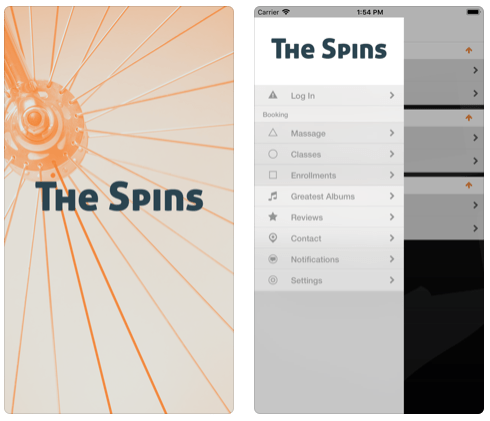 The Spins
Carrier 1:54 PM
The Spins
Log In
Booking
Massage
Classes
Enrollments
Greatest Albums
Reviews
Contact
Notifications
Settings